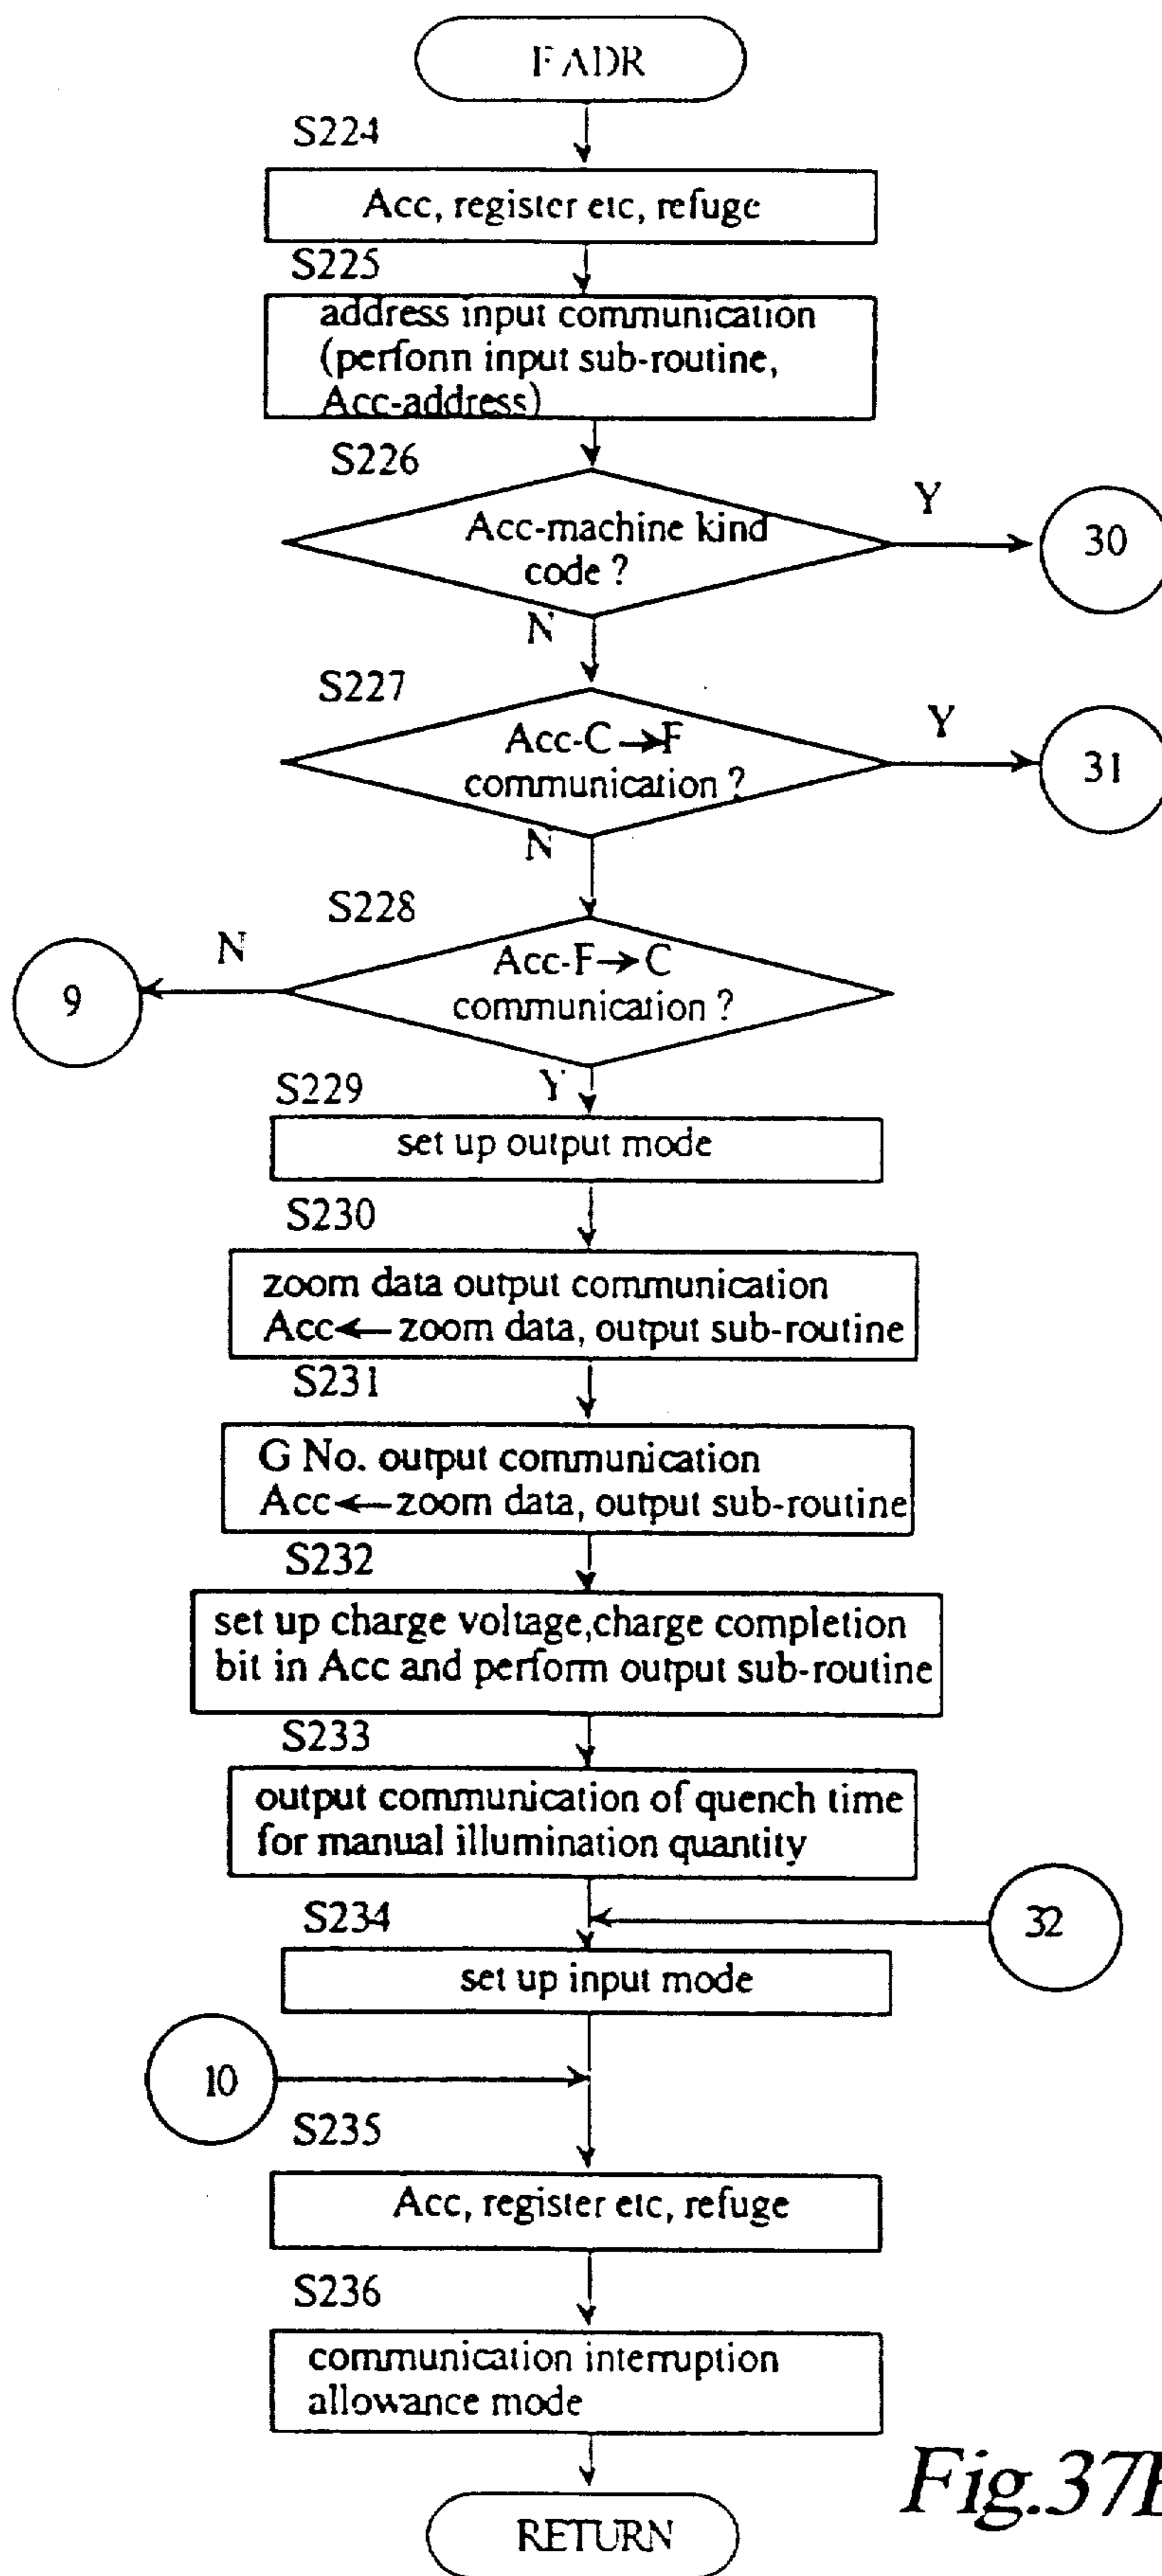 F ADR
S224
Acc, register etc, refuge
S225
address input communication
(perform input sub-routine,
Acc-address)
S226
Acc-machine kind
code ?
Y
30
N
S227
Acc-C→F
communication ?
Y
31
N
S228
Acc-F→C
communication ?
N
9
Y
S229
set up output mode
S230
zoom data output communication
Acc←zoom data, output sub-routine
S231
G No. output communication
Acc←zoom data, output sub-routine
S232
set up charge voltage,charge completion
bit in Acc and perform output sub-routine
S233
output communication of quench time
for manual illumination quantity
32
S234
set up input mode
10
S235
Acc, register etc, refuge
S236
communication interruption
allowance mode
RETURN